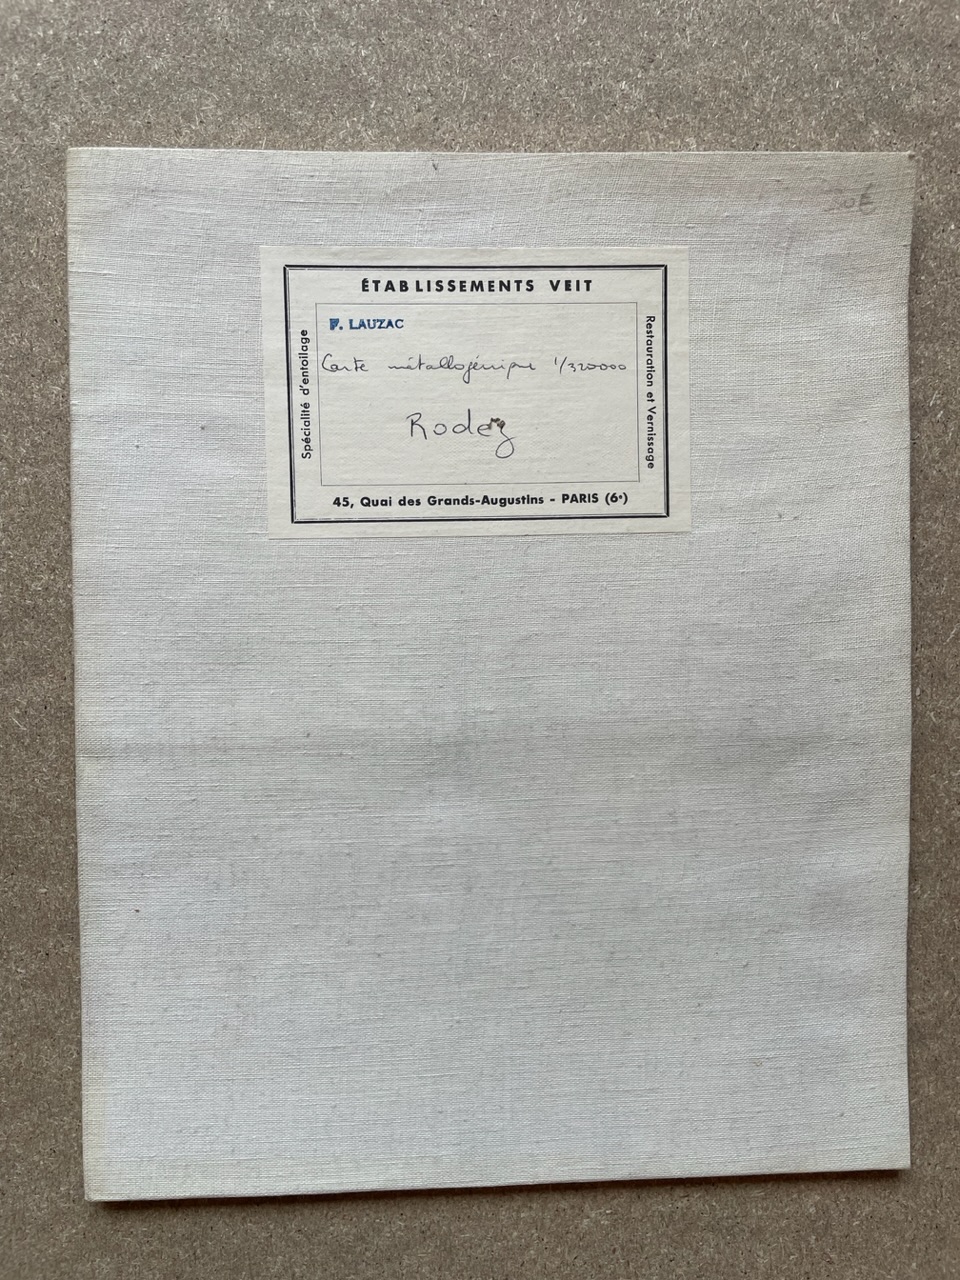 ÉTABLISSEMENTS VEIT
F. LAUZAC
Carte métallogénique 1/320000
Rodez
Spécialité d'entoilage
Restauration et Vernissage
45, Quai des Grands-Augustins - PARIS (6e)